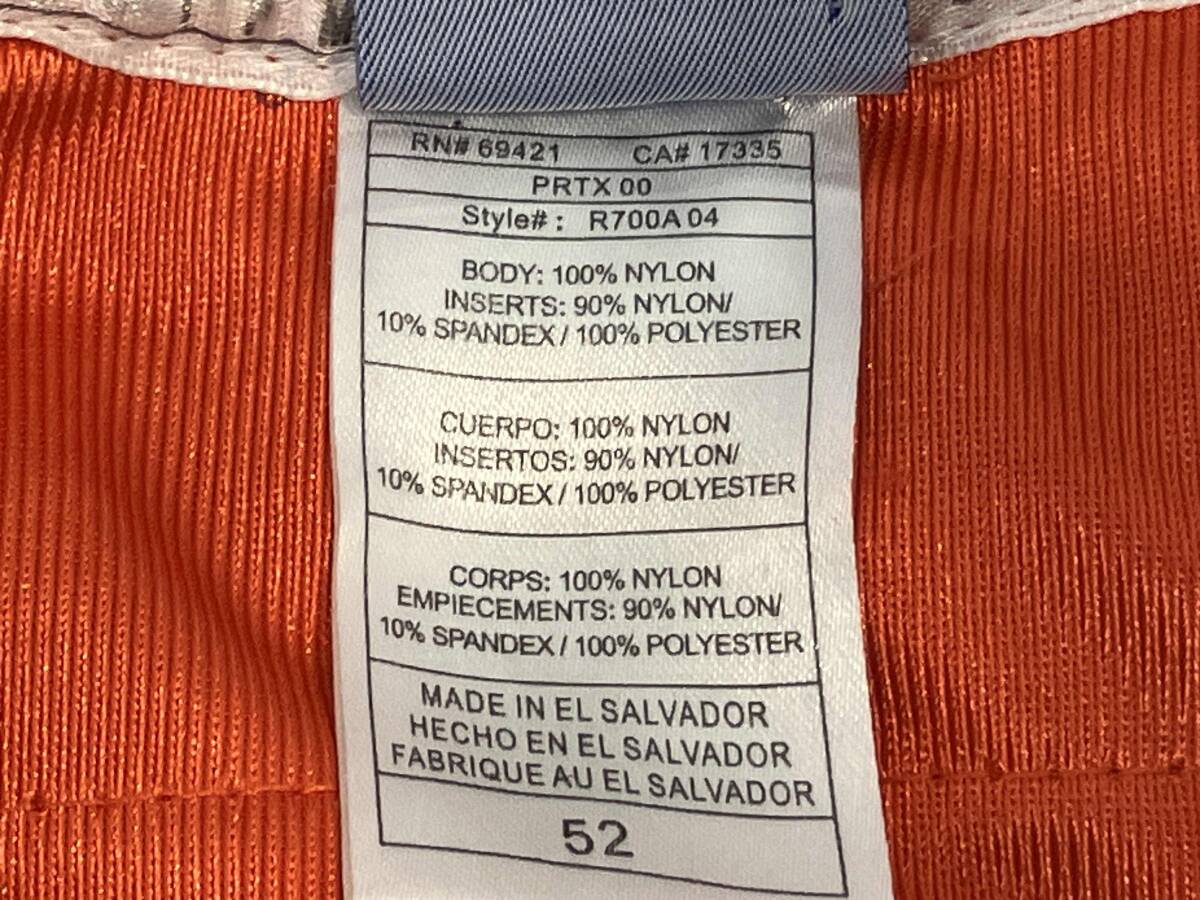 RN# 69421 CA# 17335
PRTX 00
Style# : R700A 04
BODY: 100% NYLON
INSERTS: 90% NYLON/
10% SPANDEX / 100% POLYESTER
CUERPO: 100% NYLON
INSERTOS: 90% NYLON/
10% SPANDEX / 100% POLYESTER
CORPS: 100% NYLON
EMPIECEMENTS: 90% NYLON/
10% SPANDEX / 100% POLYESTER
MADE IN EL SALVADOR
HECHO EN EL SALVADOR
FABRIQUE AU EL SALVADOR
52